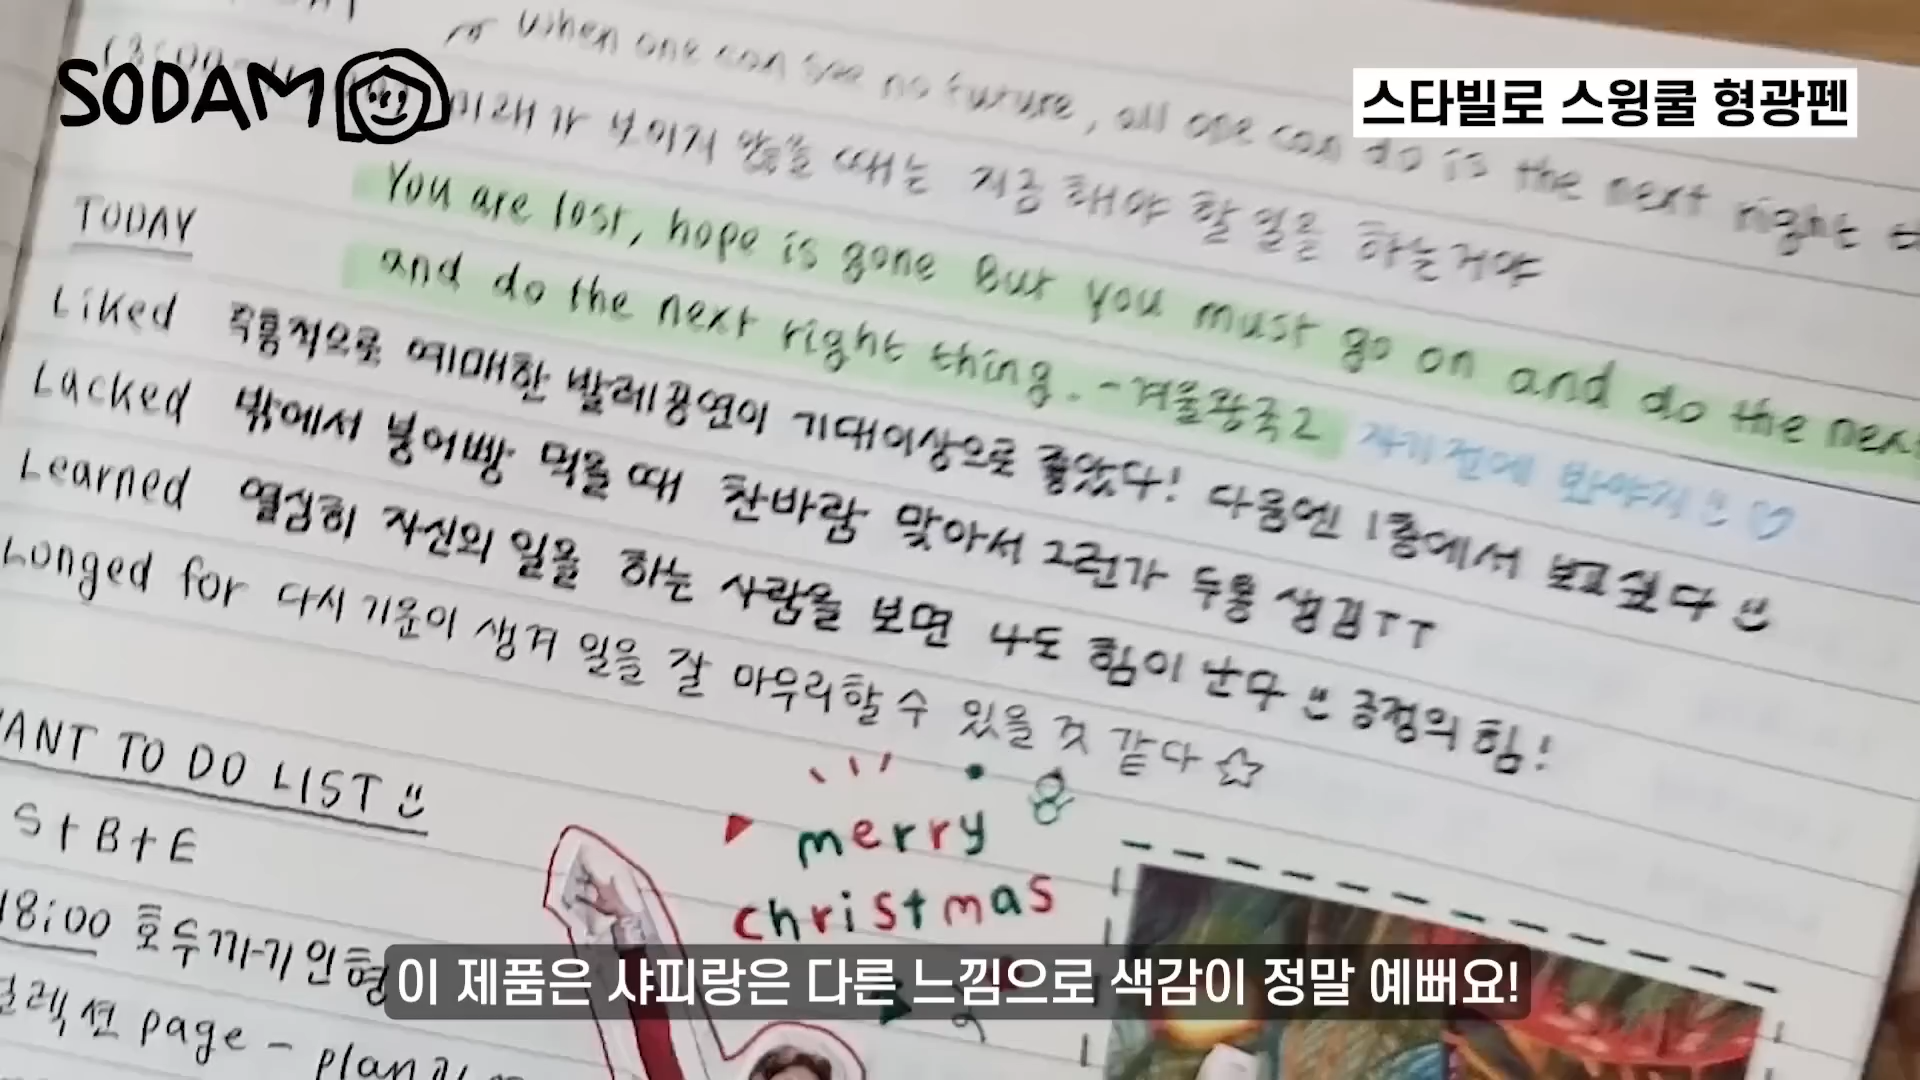 SODAM
스타빌로 스윙쿨 형광펜
when one can see no future, all one can do is the next right
미래가 보이지 않을 때는 지금 해야 할 일을 하는거야
You are lost, hope is gone But you must go on and do the next
and do the next right thing. - 겨울왕국2 자기전에 봐야지
TODAY
Liked 즉흥적으로 예매한 발레공연이 기대이상으로 좋았다! 다음엔 1층에서 보고싶다
Lacked 밖에서 붕어빵 먹을 때 찬바람 맞아서 그런가 두통 생김ㅜㅜ
Learned 열심히 자신의 일을 하는 사람을 보면 나도 힘이 난다 긍정의 힘!
Longed for 다시 기운이 생겨 일을 잘 마무리할 수 있을 것 같다
WANT TO DO LIST
S+B+E
18:00 호두까기인형
page -
merry
christmas
이 제품은 샤피랑은 다른 느낌으로 색감이 정말 예뻐요!